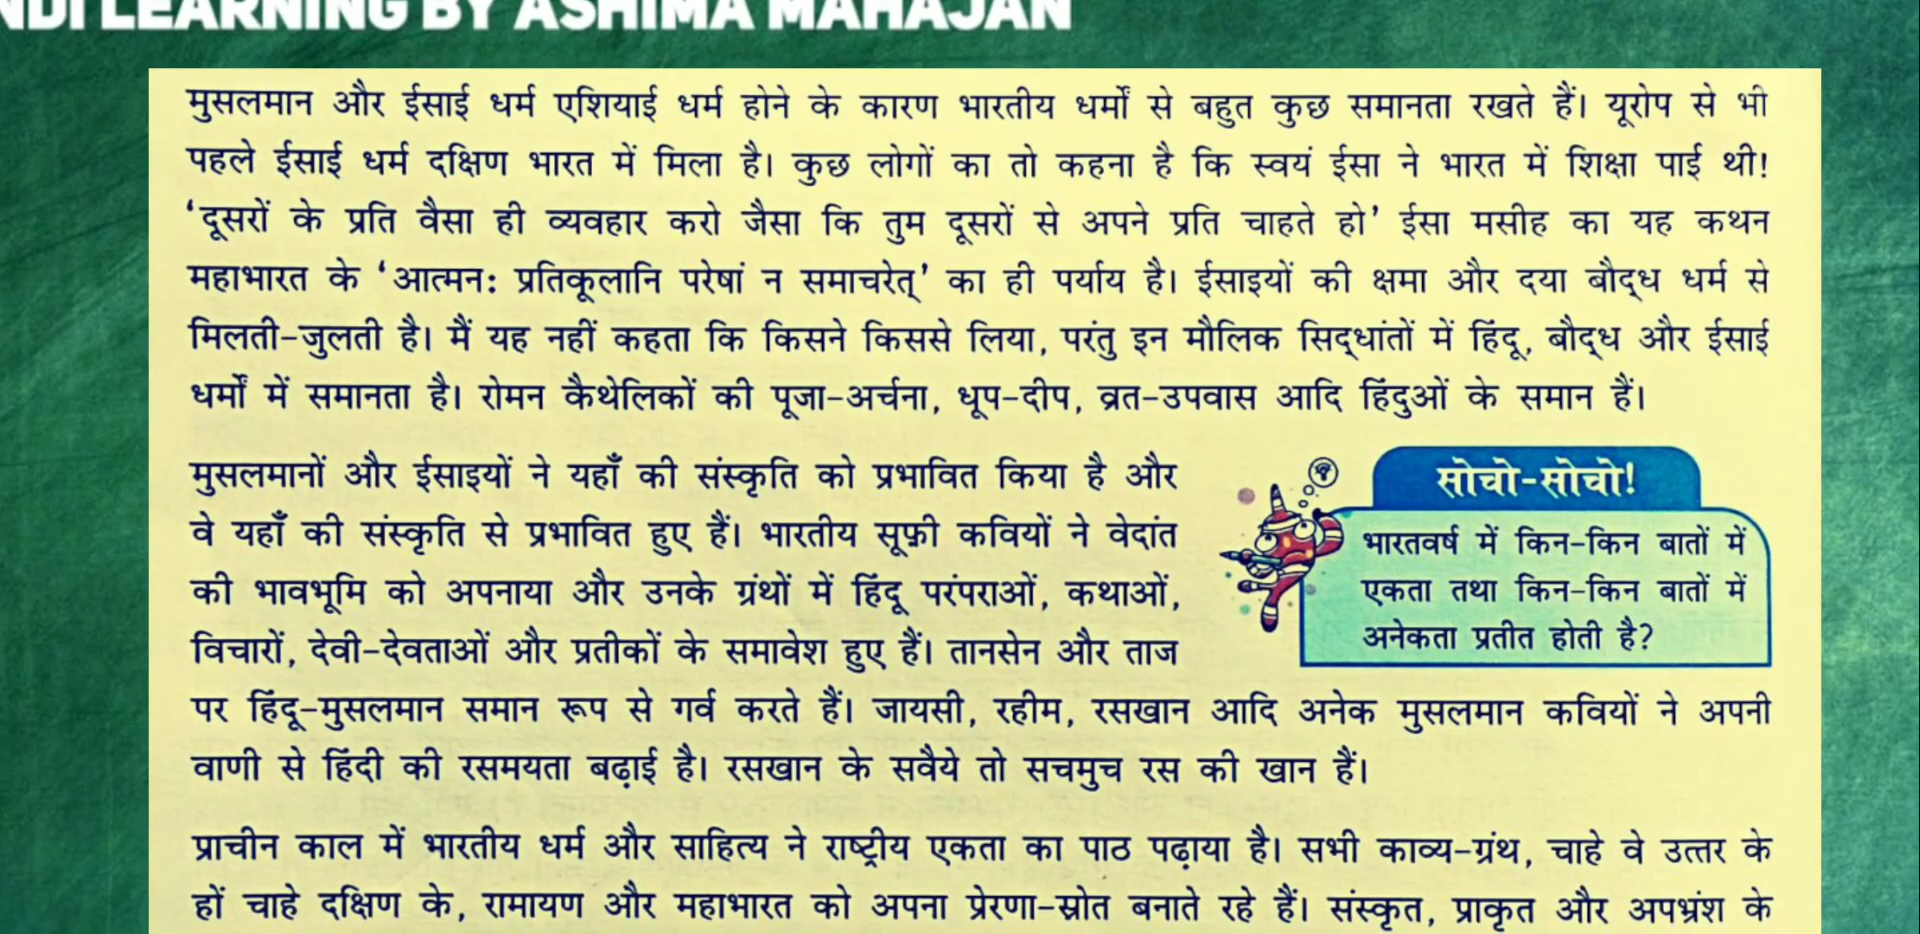 NDI LEARNING BY ASHIMA MAHAJAN
मुसलमान और ईसाई धर्म एशियाई धर्म होने के कारण भारतीय धर्मों से बहुत कुछ समानता रखते हैं। यूरोप से भी
पहले ईसाई धर्म दक्षिण भारत में मिला है। कुछ लोगों का तो कहना है कि स्वयं ईसा ने भारत में शिक्षा पाई थी!
‘दूसरों के प्रति वैसा ही व्यवहार करो जैसा कि तुम दूसरों से अपने प्रति चाहते हो’ ईसा मसीह का यह कथन
महाभारत के ‘आत्मन: प्रतिकूलानि परेषां न समाचरेत्’ का ही पर्याय है। ईसाइयों की क्षमा और दया बौद्ध धर्म से
मिलती-जुलती है। मैं यह नहीं कहता कि किसने किससे लिया, परंतु इन मौलिक सिद्धांतों में हिंदू, बौद्ध और ईसाई
धर्मों में समानता है। रोमन कैथेलिकों की पूजा-अर्चना, धूप-दीप, व्रत-उपवास आदि हिंदुओं के समान हैं।
मुसलमानों और ईसाइयों ने यहाँ की संस्कृति को प्रभावित किया है और
वे यहाँ की संस्कृति से प्रभावित हुए हैं। भारतीय सूफ़ी कवियों ने वेदांत
की भावभूमि को अपनाया और उनके ग्रंथों में हिंदू परंपराओं, कथाओं,
विचारों, देवी-देवताओं और प्रतीकों के समावेश हुए हैं। तानसेन और ताज
पर हिंदू-मुसलमान समान रूप से गर्व करते हैं। जायसी, रहीम, रसखान आदि अनेक मुसलमान कवियों ने अपनी
वाणी से हिंदी की रसमयता बढ़ाई है। रसखान के सवैये तो सचमुच रस की खान हैं।
सोचो-सोचो!
भारतवर्ष में किन-किन बातों में
एकता तथा किन-किन बातों में
अनेकता प्रतीत होती है?
प्राचीन काल में भारतीय धर्म और साहित्य ने राष्ट्रीय एकता का पाठ पढ़ाया है। सभी काव्य-ग्रंथ, चाहे वे उत्तर के
हों चाहे दक्षिण के, रामायण और महाभारत को अपना प्रेरणा-स्रोत बनाते रहे हैं। संस्कृत, प्राकृत और अपभ्रंश के